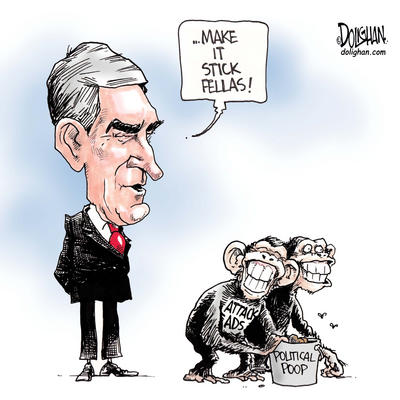 ©DOLIGHAN.
dolighan.com
...MAKE
IT
STICK
FELLAS!
ATTACK
ADS
POLITICAL
POOP